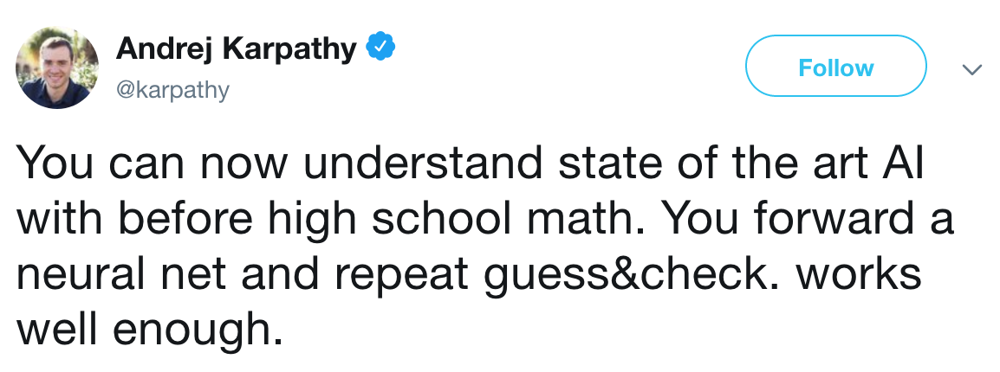 Andrej Karpathy
@karpathy
Follow
You can now understand state of the art AI
with before high school math. You forward a
neural net and repeat guess&check. works
well enough.